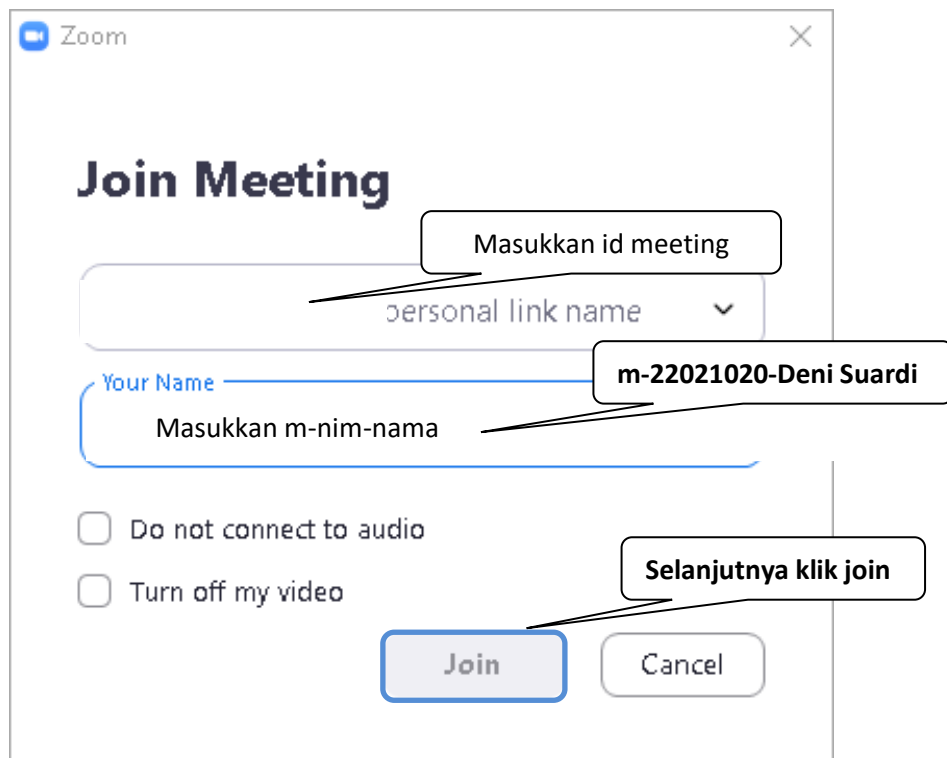 Zoom
Join Meeting
Masukkan id meeting
personal link name
m-22021020-Deni Suardi
Your Name
Masukkan m-nim-nama
Do not connect to audio
Selanjutnya klik join
Turn off my video
Join
Cancel